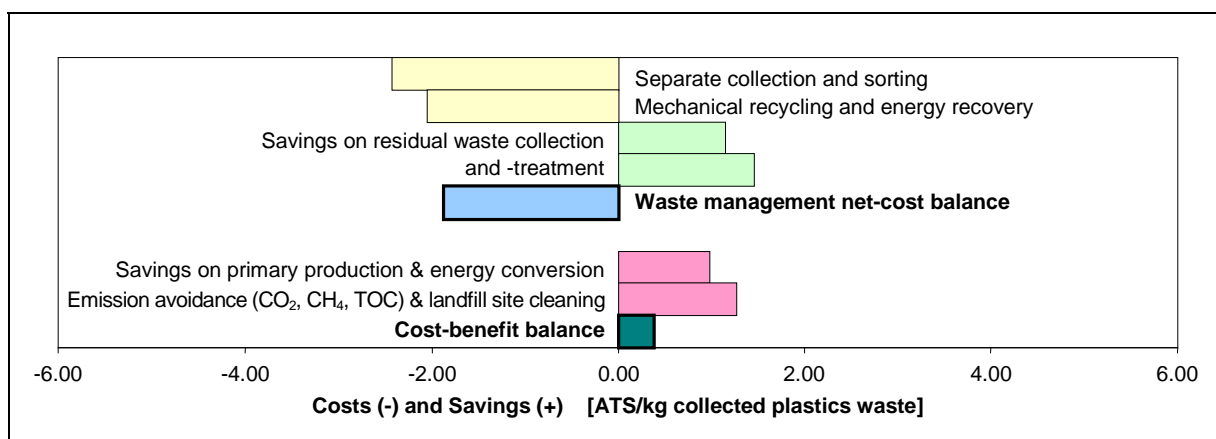 Separate collection and sorting
Mechanical recycling and energy recovery
Savings on residual waste collection
and -treatment
Waste management net-cost balance
Savings on primary production & energy conversion
Emission avoidance (CO₂, CH₄, TOC) & landfill site cleaning
Cost-benefit balance
-6.00 -4.00 -2.00 0.00 2.00 4.00 6.00
Costs (-) and Savings (+) [ATS/kg collected plastics waste]